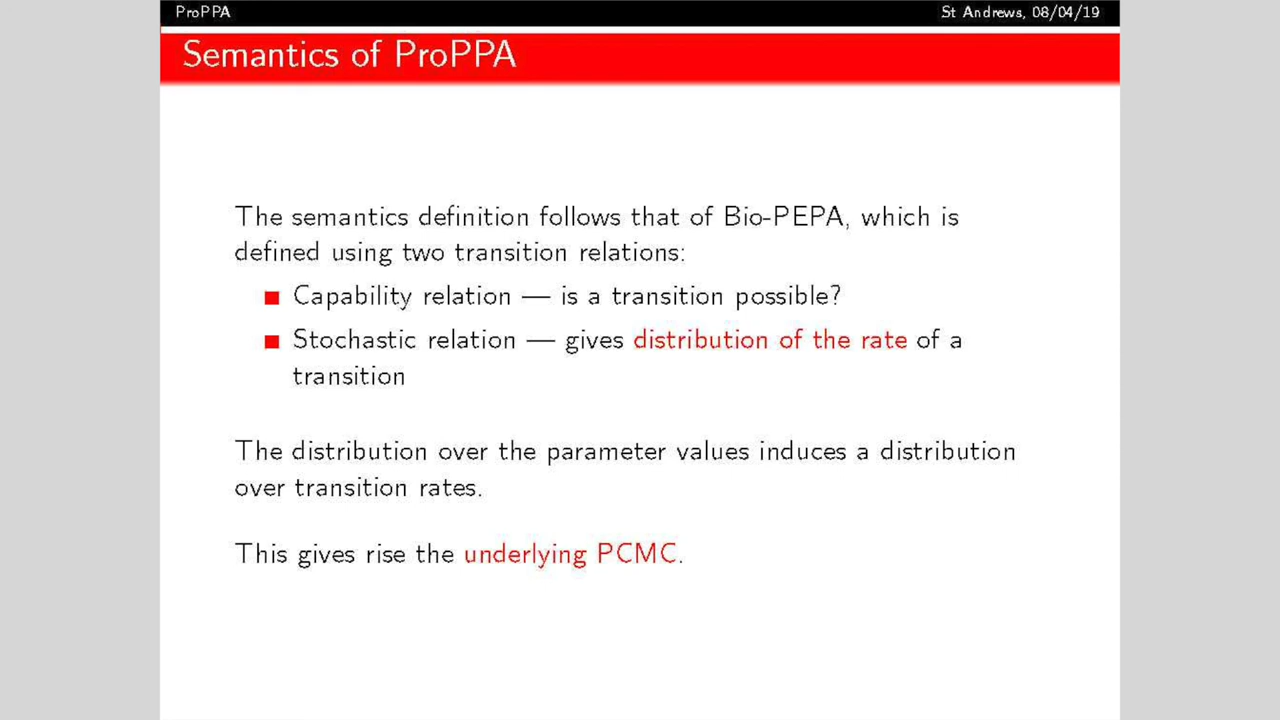 ProPPA
St Andrews, 08/04/19
Semantics of ProPPA
The semantics definition follows that of Bio-PEPA, which is
defined using two transition relations:
Capability relation — is a transition possible?
Stochastic relation — gives distribution of the rate of a
transition
The distribution over the parameter values induces a distribution
over transition rates.
This gives rise the underlying PCMC.